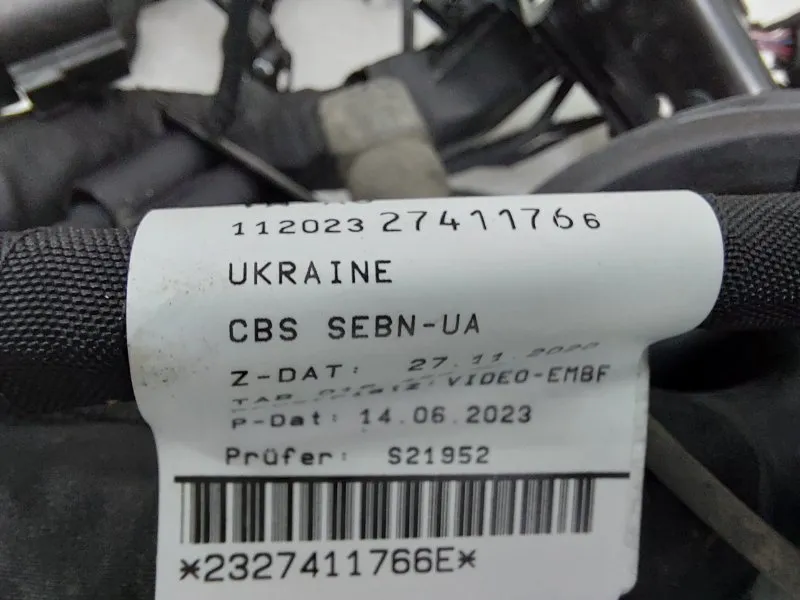 112023 27411766
UKRAINE
CBS SEBN-UA
Z-DAT: 27.11.2022
VIDEO-EMBF
P-Dat: 14.06.2023
Prüfer: S21952
*2327411766E*